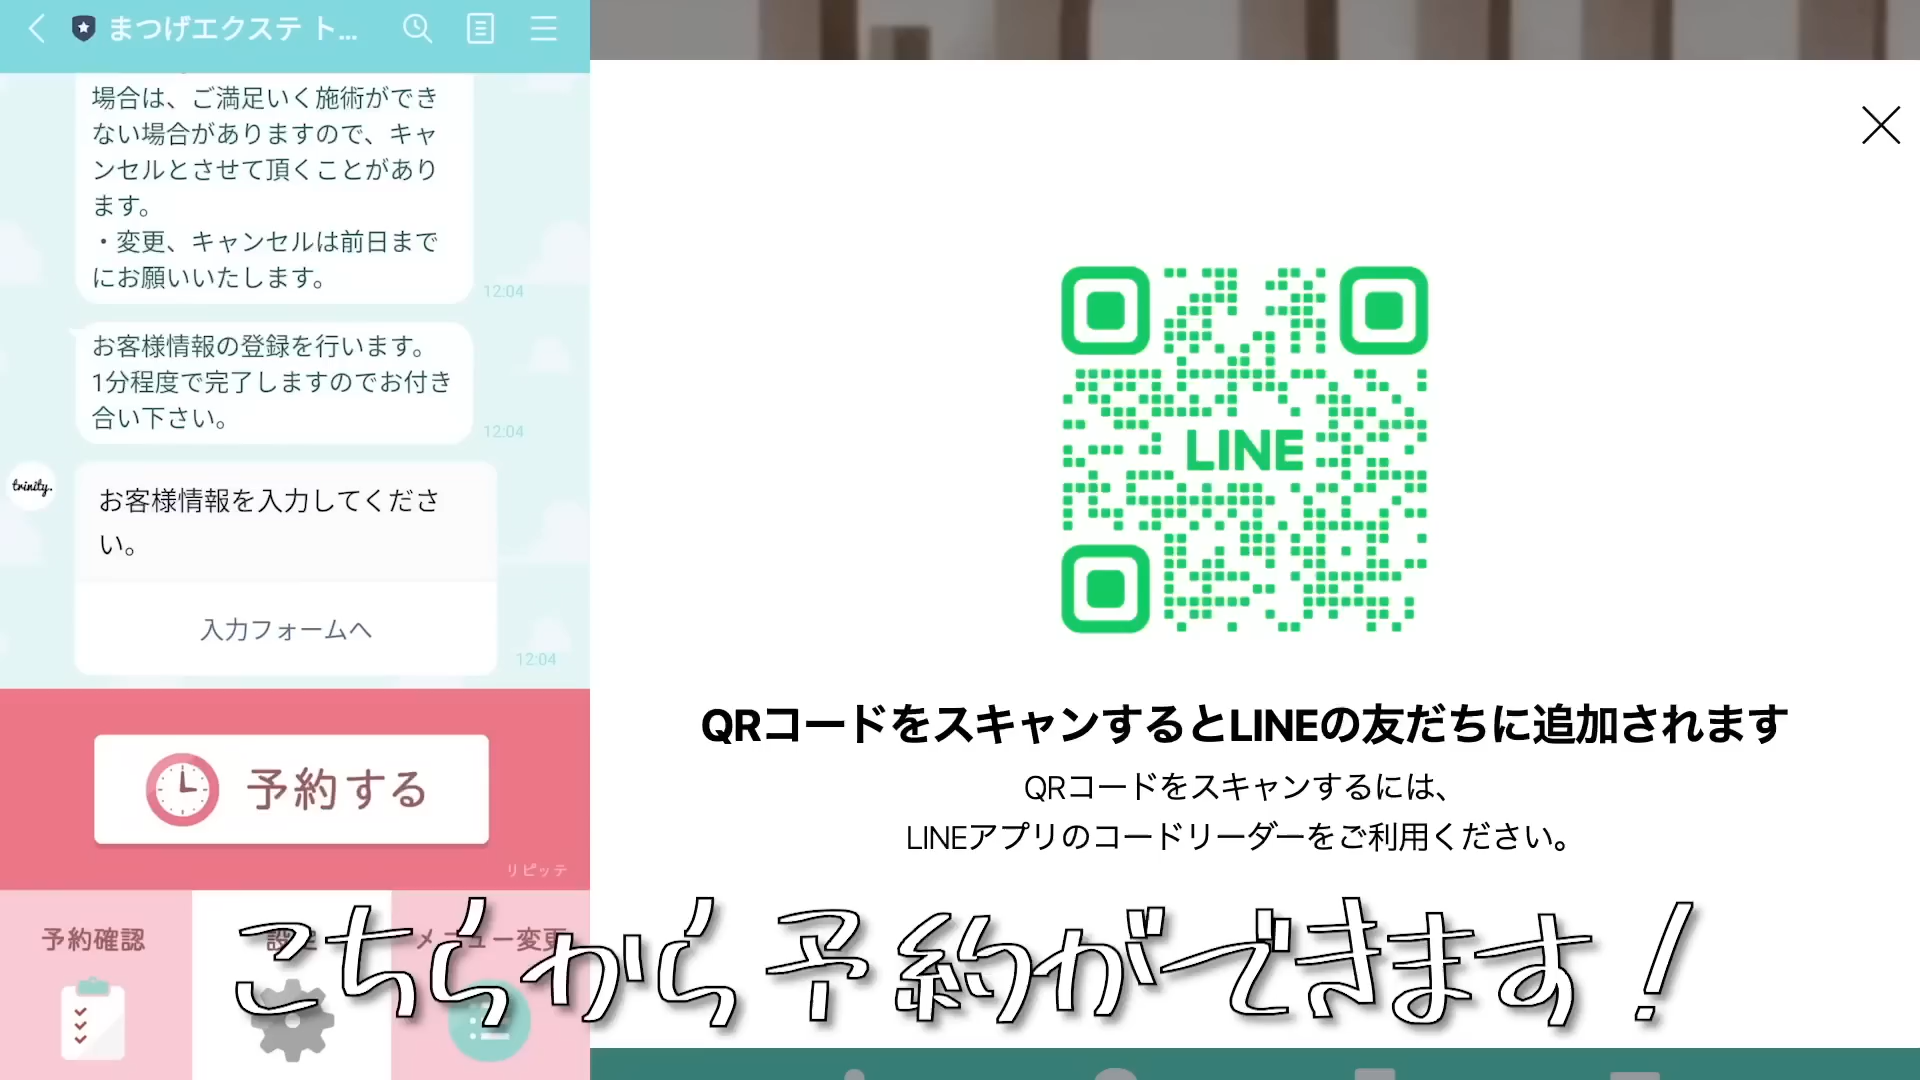 まつげエクステ ト...
場合は、ご満足いく施術ができ
ない場合がありますので、キャ
ンセルとさせて頂くことがあり
ます。
・変更、キャンセルは前日まで
にお願いいたします。
12:04
お客様情報の登録を行います。
1分程度で完了しますのでお付き
合い下さい。
12:04
trinity.
お客様情報を入力してくださ
い。
入力フォームへ
12:04
予約する
リピッテ
予約確認
設定
メニュー変更
LINE
QRコードをスキャンするとLINEの友だちに追加されます
QRコードをスキャンするには、
LINEアプリのコードリーダーをご利用ください。
こちらから予約ができます!